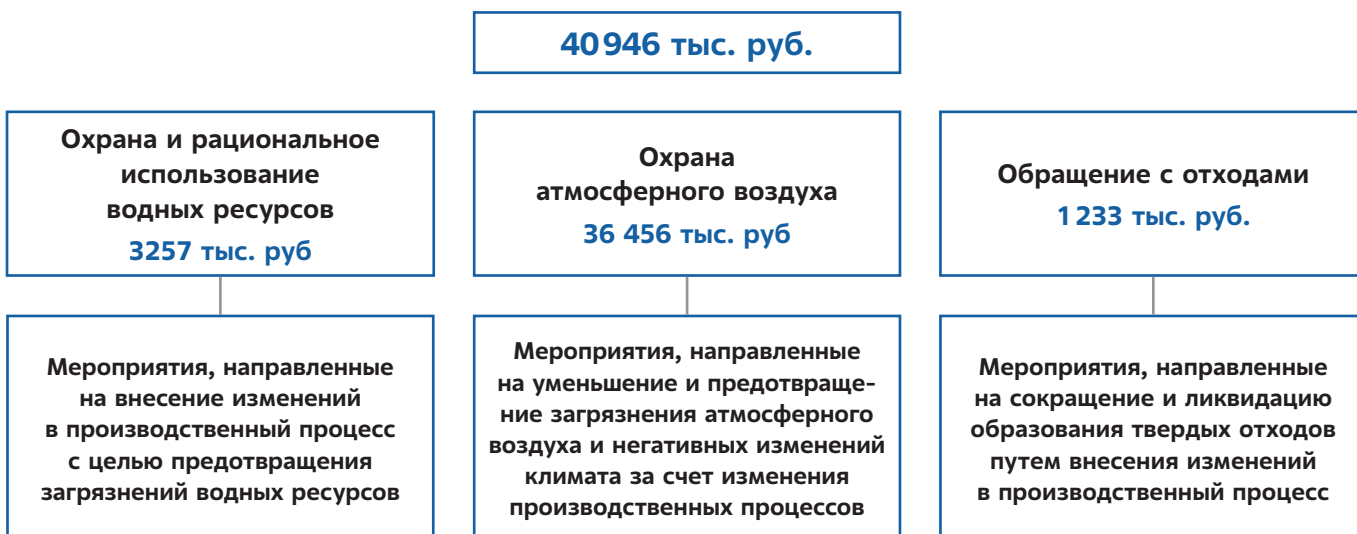 40 946 тыс. руб.
Охрана и рациональное
использование
водных ресурсов
3257 тыс. руб
Охрана
атмосферного воздуха
36 456 тыс. руб
Обращение с отходами
1 233 тыс. руб.
Мероприятия, направленные
на внесение изменений
в производственный процесс
с целью предотвращения
загрязнений водных ресурсов
Мероприятия, направленные
на уменьшение и предотвраще-
ние загрязнения атмосферного
воздуха и негативных изменений
климата за счет изменения
производственных процессов
Мероприятия, направленные
на сокращение и ликвидацию
образования твердых отходов
путем внесения изменений
в производственный процесс